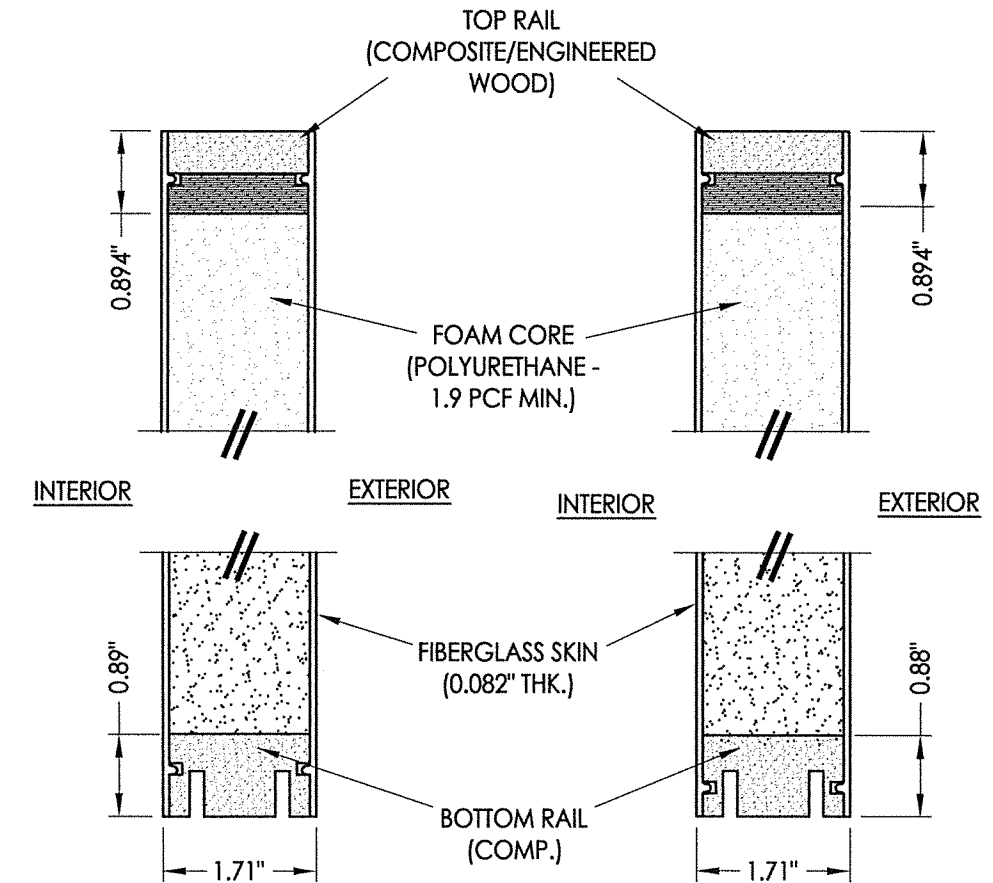 TOP RAIL
(COMPOSITE/ENGINEERED
WOOD)
0.894"
0.894"
FOAM CORE
(POLYURETHANE -
1.9 PCF MIN.)
INTERIOR
EXTERIOR
INTERIOR
EXTERIOR
0.89"
FIBERGLASS SKIN
(0.082" THK.)
0.88"
BOTTOM RAIL
(COMP.)
1.71"
1.71"